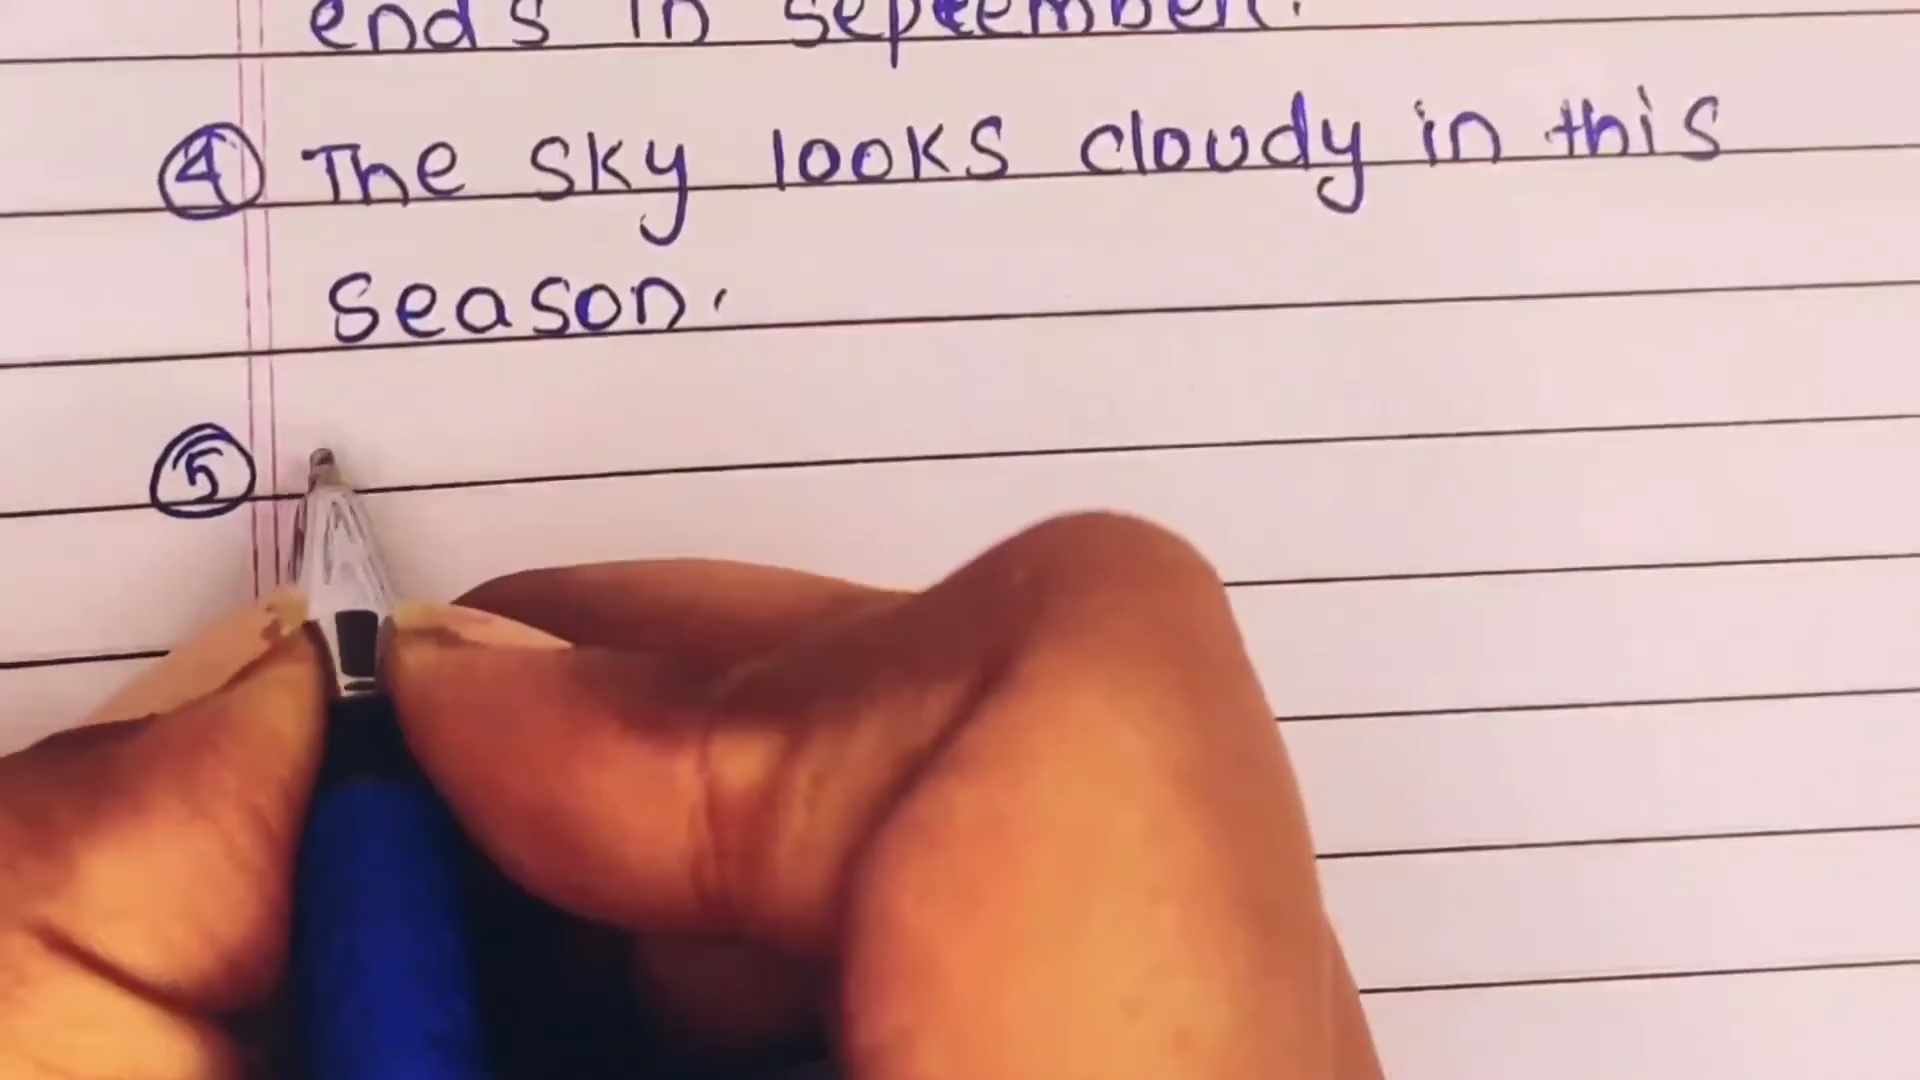 ends in september.
④ The sky looks cloudy in this
season.
⑤